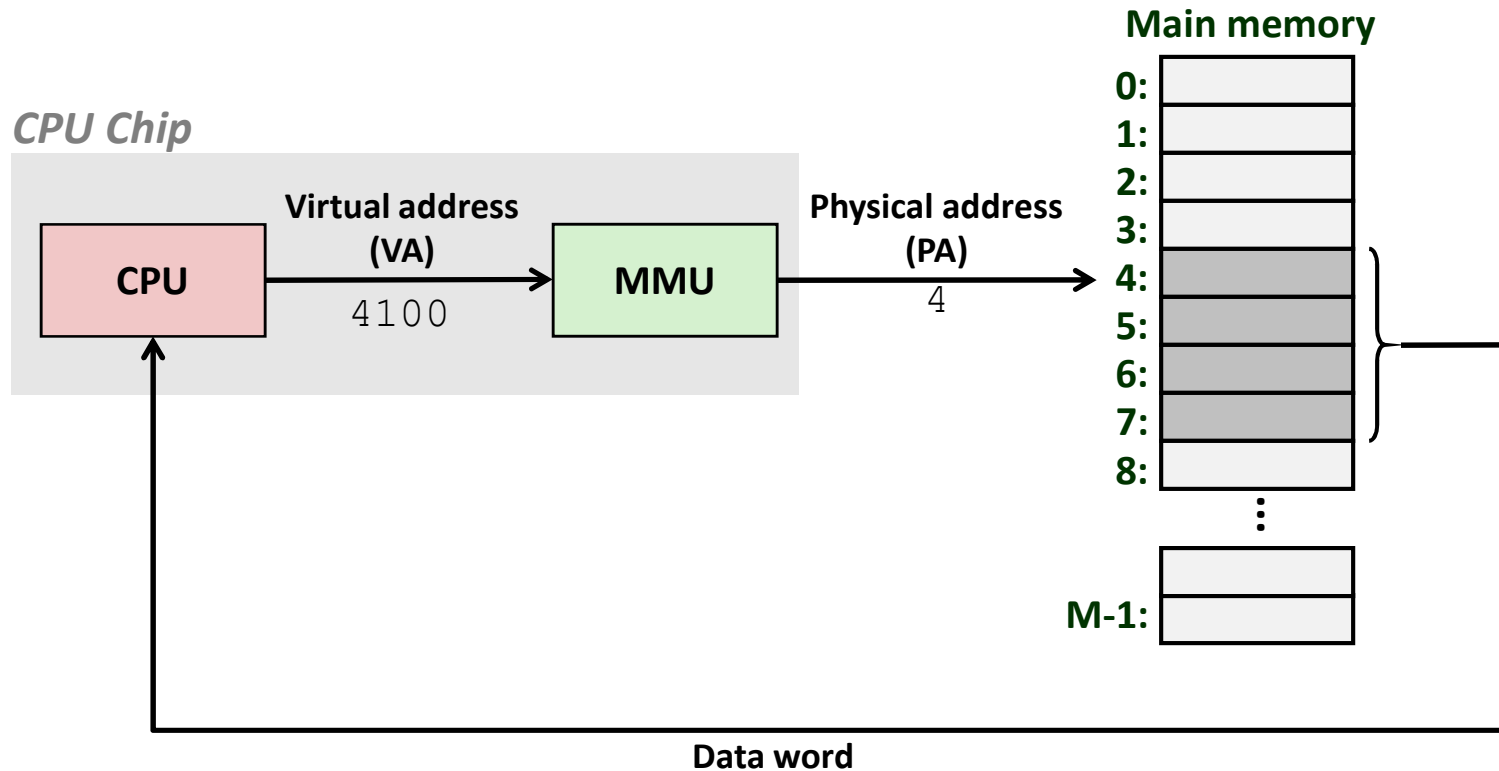 Main memory
0:
1:
2:
3:
4:
5:
6:
7:
8:
M-1:
CPU Chip
Virtual address
(VA)
4100
CPU
MMU
Physical address
(PA)
4
Data word